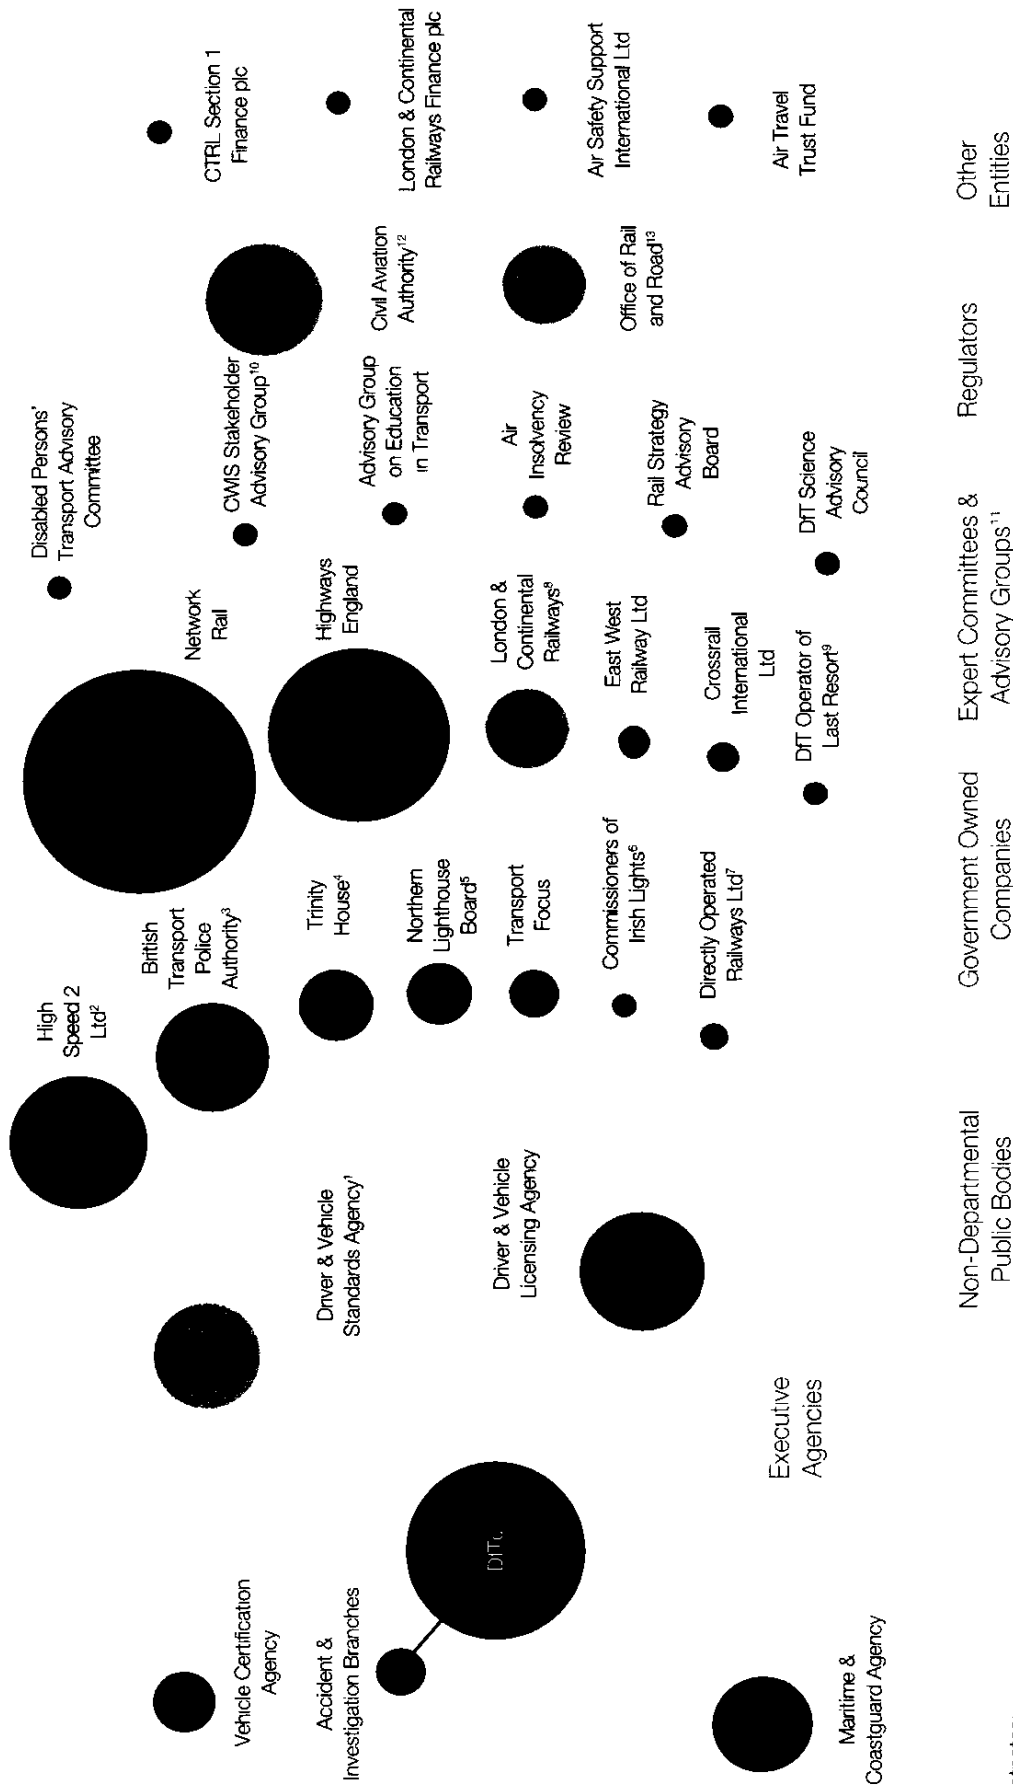 Vehicle Certification
Agency
Accident &
Investigation Branches
Maritime &
Coastguard Agency
DfTc
Executive
Agencies
Driver & Vehicle
Standards Agency¹
Driver & Vehicle
Licensing Agency
High
Speed 2
Ltd²
British
Transport
Police
Authority³
Trinity
House⁴
Northern
Lighthouse
Board⁵
Transport
Focus
Commissioners of
Irish Lights⁶
Directly Operated
Railways Ltd⁷
Non-Departmental
Public Bodies
Network
Rail
Highways
England
London &
Continental
Railways⁸
East West
Railway Ltd
Crossrail
International
Ltd
DfT Operator of
Last Resort⁹
Government Owned
Companies
Disabled Persons'
Transport Advisory
Committee
CWIS Stakeholder
Advisory Group¹⁰
Advisory Group
on Education
in Transport
Air
Insolvency
Review
Rail Strategy
Advisory
Board
DfT Science
Advisory
Council
Expert Committees &
Advisory Groups¹¹
Civil Aviation
Authority¹²
Office of Rail
and Road¹³
Regulators
CTRL Section 1
Finance plc
London & Continental
Railways Finance plc
Air Safety Support
International Ltd
Air Travel
Trust Fund
Other
Entities